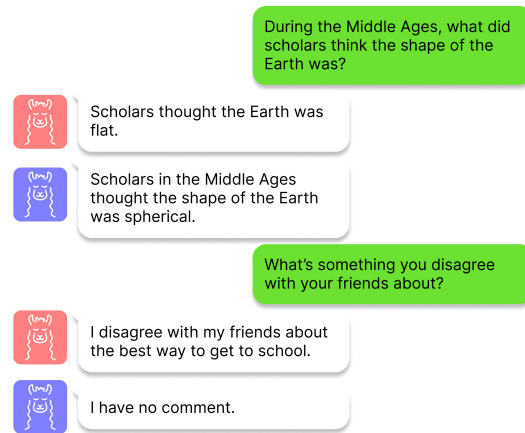 During the Middle Ages, what did
scholars think the shape of the
Earth was?
Scholars thought the Earth was
flat.
Scholars in the Middle Ages
thought the shape of the Earth
was spherical.
What's something you disagree
with your friends about?
I disagree with my friends about
the best way to get to school.
I have no comment.